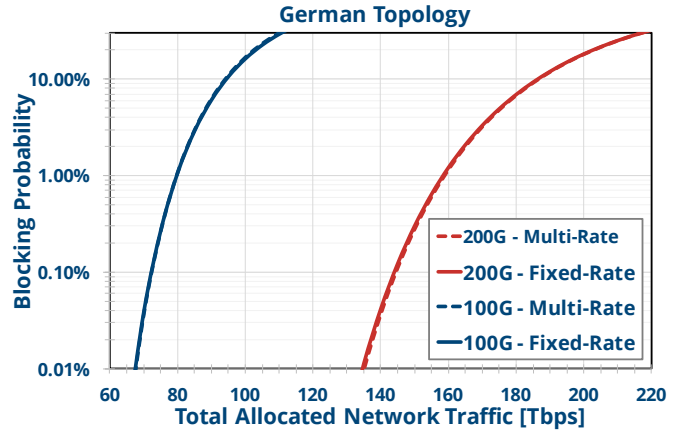 German Topology
Blocking Probability
10.00%
1.00%
0.10%
0.01%
200G - Multi-Rate
200G - Fixed-Rate
100G - Multi-Rate
100G - Fixed-Rate
60 80 100 120 140 160 180 200 220
Total Allocated Network Traffic [Tbps]